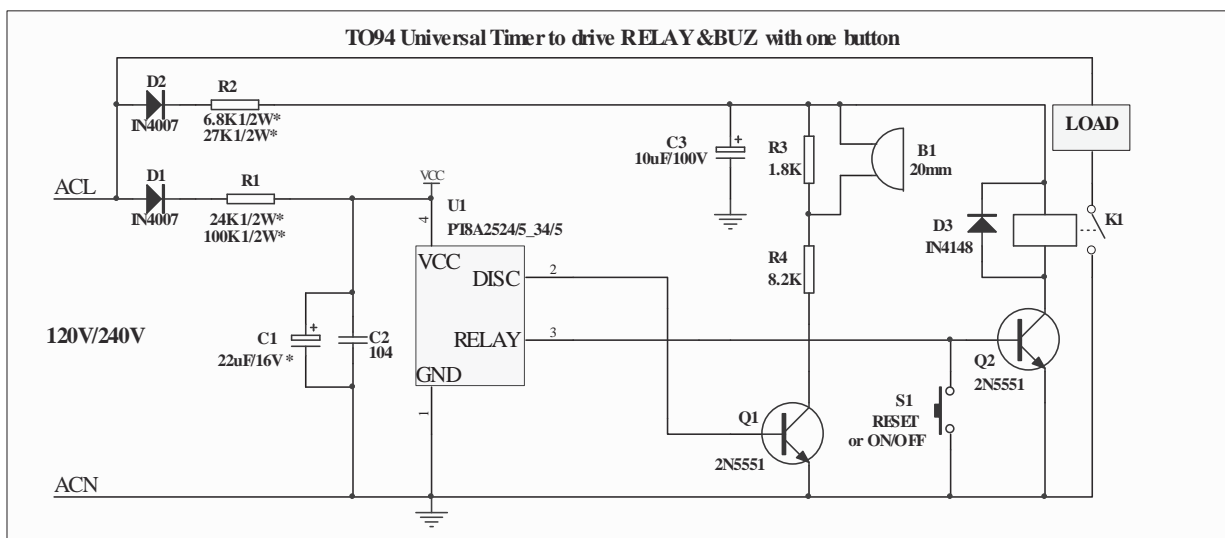 TO94 Universal Timer to drive RELAY&BUZ with one button
D2
IN4007
R2
6.8K1/2W*
27K1/2W*
ACL
D1
IN4007
R1
24K1/2W*
100K1/2W*
VCC
4
U1
PT8A2524/5_34/5
VCC
DISC
2
RELAY
3
GND
1
C3
+
10uF/100V
R3
1.8K
B1
20mm
R4
8.2K
LOAD
D3
IN4148
K1
120V/240V
C1
+
22uF/16V *
C2
104
Q1
2N5551
S1
RESET
or ON/OFF
Q2
2N5551
ACN